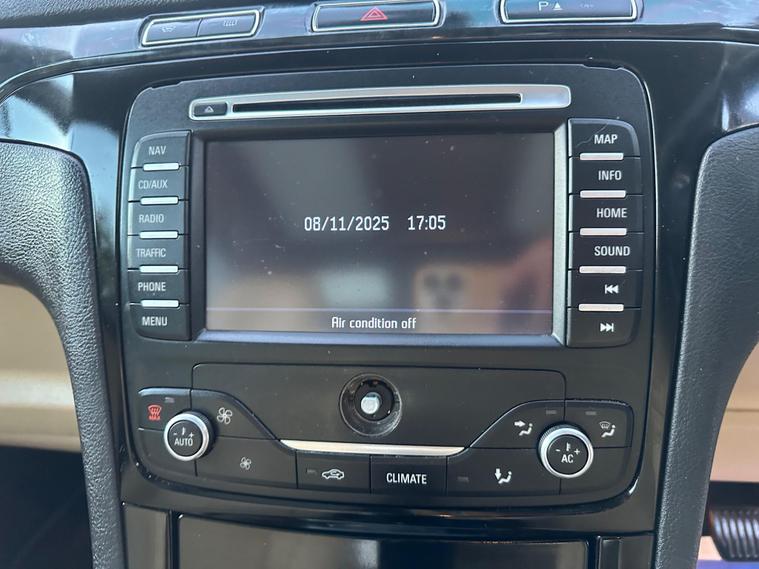 P
NAV
CD/AUX
RADIO
TRAFFIC
PHONE
MENU
MAP
INFO
HOME
SOUND
08/11/2025 17:05
Air condition off
MAX
AUTO
CLIMATE
AC